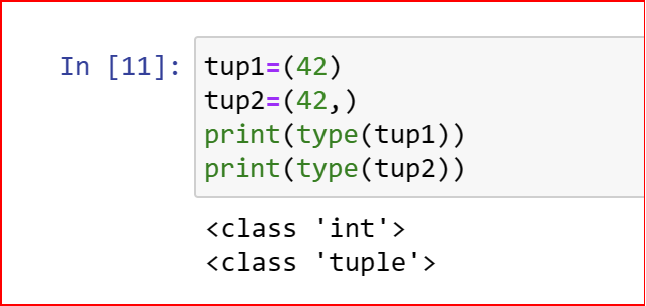 In [11]: tup1=(42)
tup2=(42,)
print(type(tup1))
print(type(tup2))
<class 'int'>
<class 'tuple'>